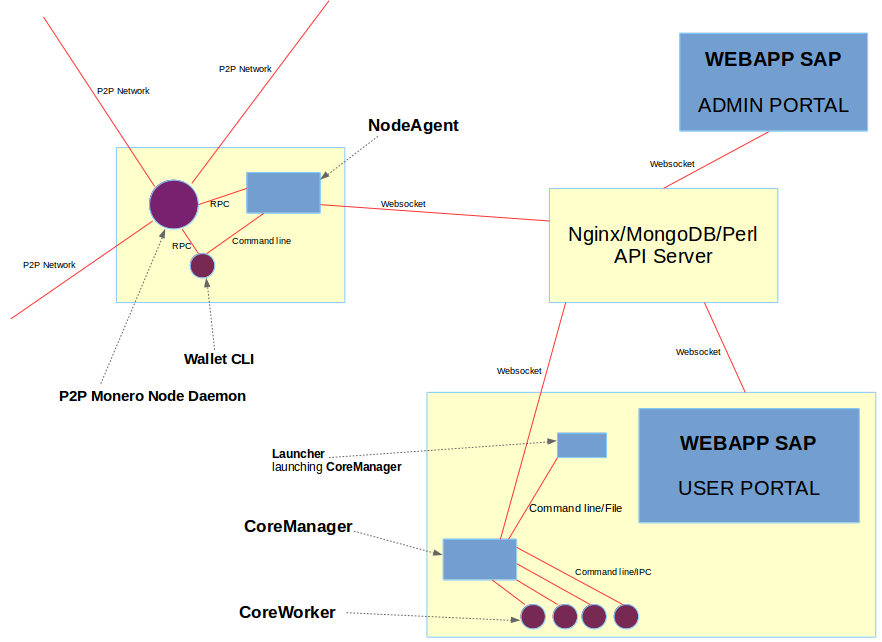 P2P Network
P2P Network
WEBAPP SAP
ADMIN PORTAL
NodeAgent
Websocket
RPC
Websocket
Nginx/MongoDB/Perl
API Server
RPC
Command line
P2P Network
Wallet CLI
P2P Monero Node Daemon
Websocket
Websocket
WEBAPP SAP
USER PORTAL
Launcher
launching CoreManager
Command line/File
CoreManager
Command line/IPC
CoreWorker